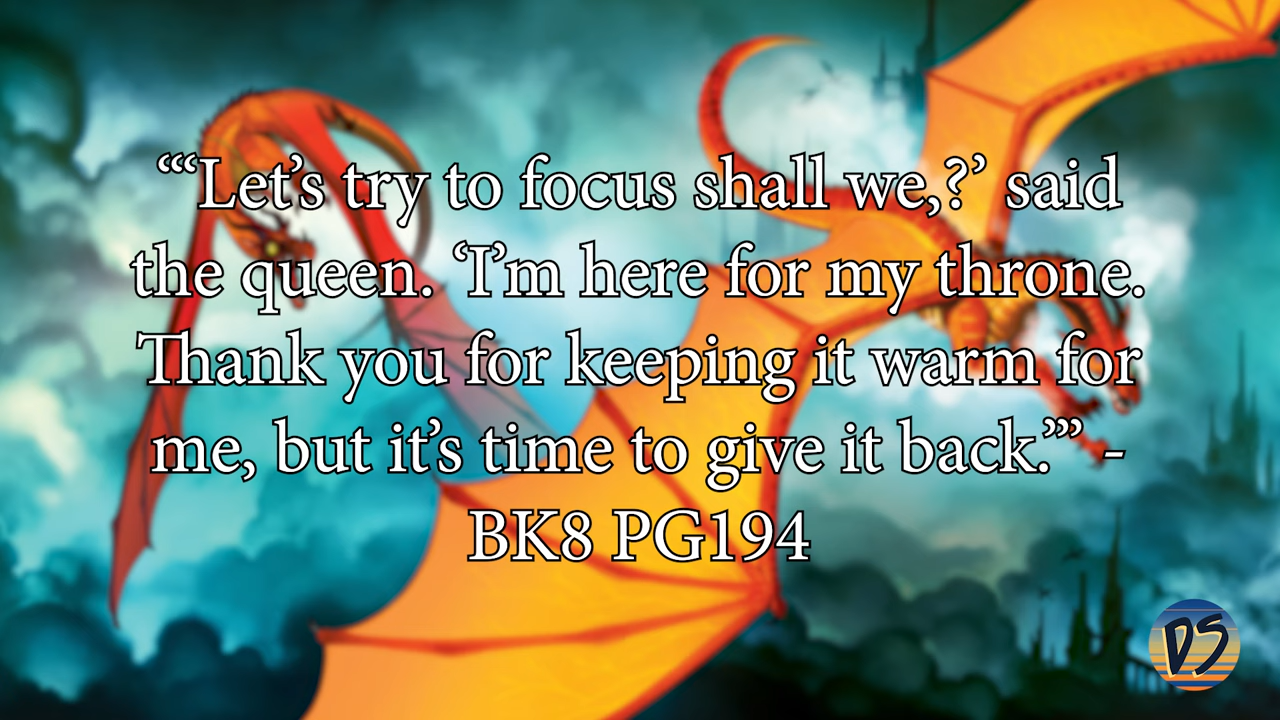 “‘Let’s try to focus shall we,?’ said
the queen. ‘I’m here for my throne.
Thank you for keeping it warm for
me, but it’s time to give it back.’” -
BK8 PG194
DS